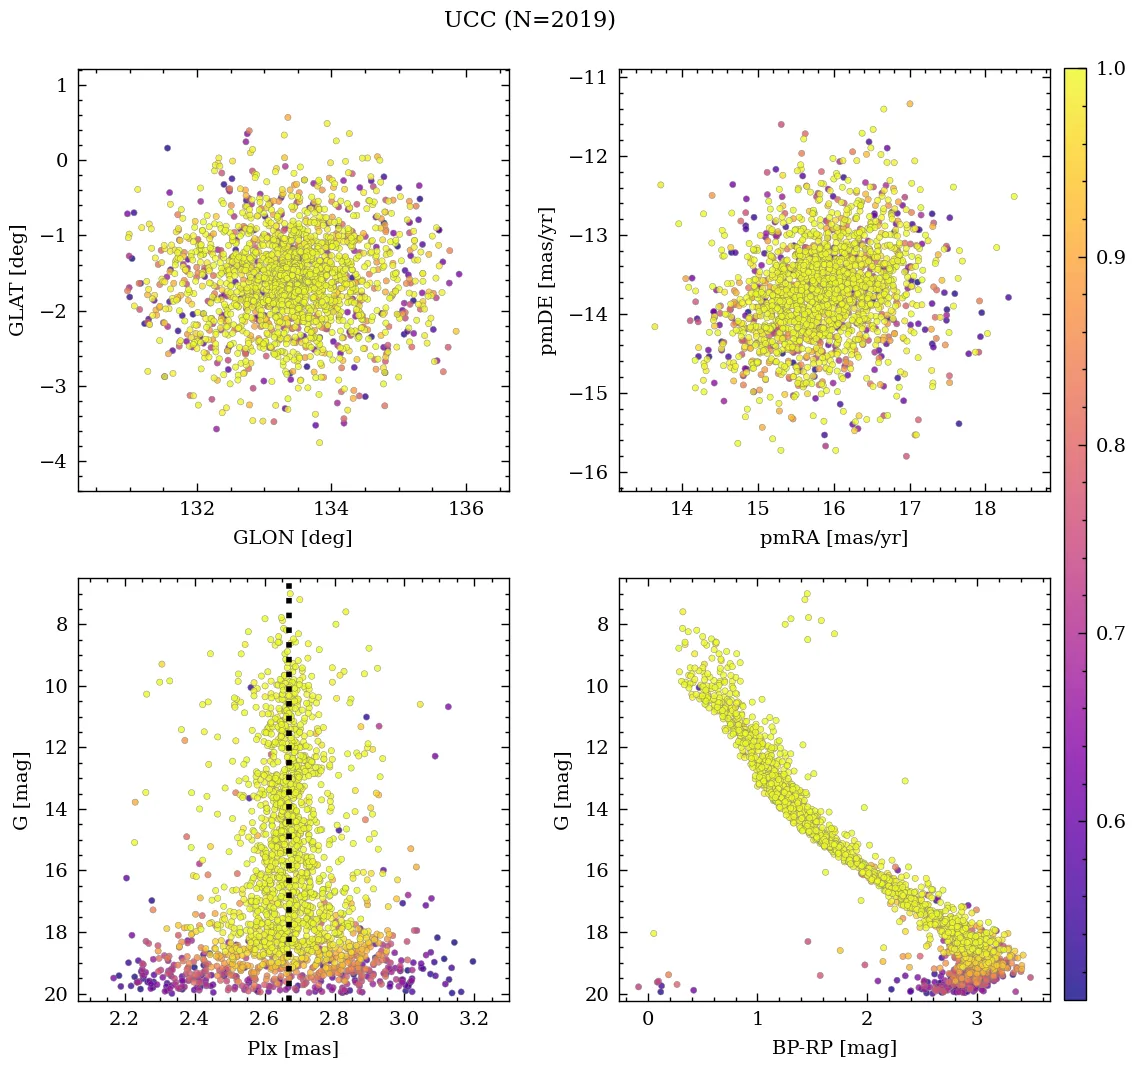 UCC (N=2019)
1
0
−1
−2
−3
−4
GLAT [deg]
132 134 136
GLON [deg]
−11
−12
−13
−14
−15
−16
pmDE [mas/yr]
14 15 16 17 18
pmRA [mas/yr]
1.0
0.9
0.8
0.7
0.6
8
10
12
14
16
18
20
G [mag]
2.2 2.4 2.6 2.8 3.0 3.2
Plx [mas]
8
10
12
14
16
18
20
G [mag]
0 1 2 3
BP-RP [mag]